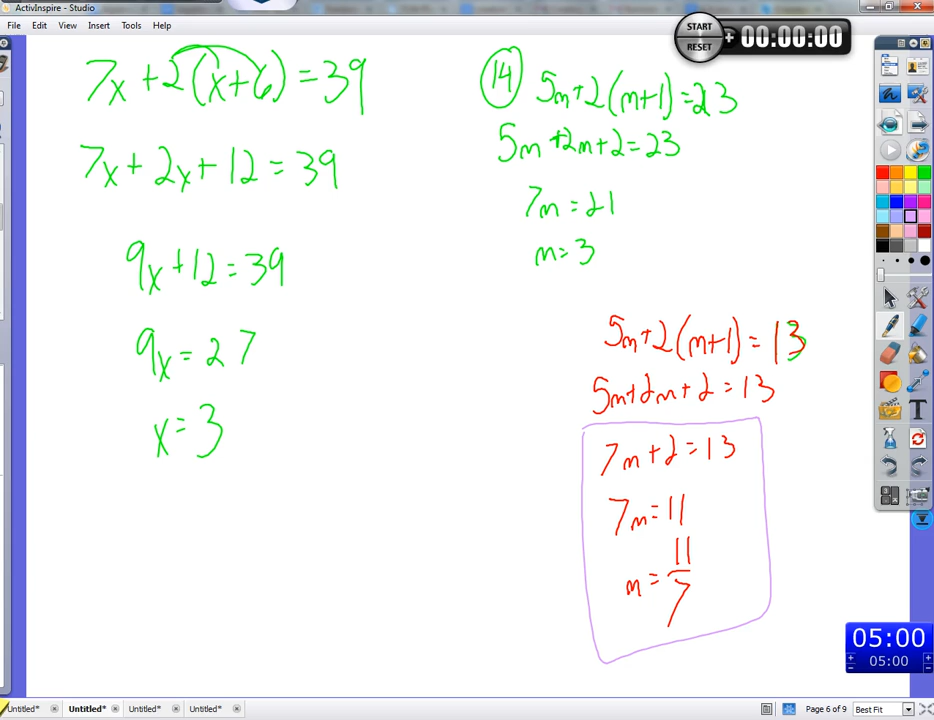 ActivInspire - Studio
File Edit View Insert Tools Help
START
RESET
00:00:00
7x + 2(x+6) = 39
7x + 2x + 12 = 39
9x + 12 = 39
9x = 27
x = 3
14 5m+2(m+1) = 23
5m+2m+2=23
7m = 21
m = 3
5m+2(m+1) = 13
5m+2m+2 = 13
7m+2=13
7m=11
m = 11/7
T
05:00
05:00
Untitled* Untitled* Untitled* Untitled*
Page 6 of 9 Best Fit